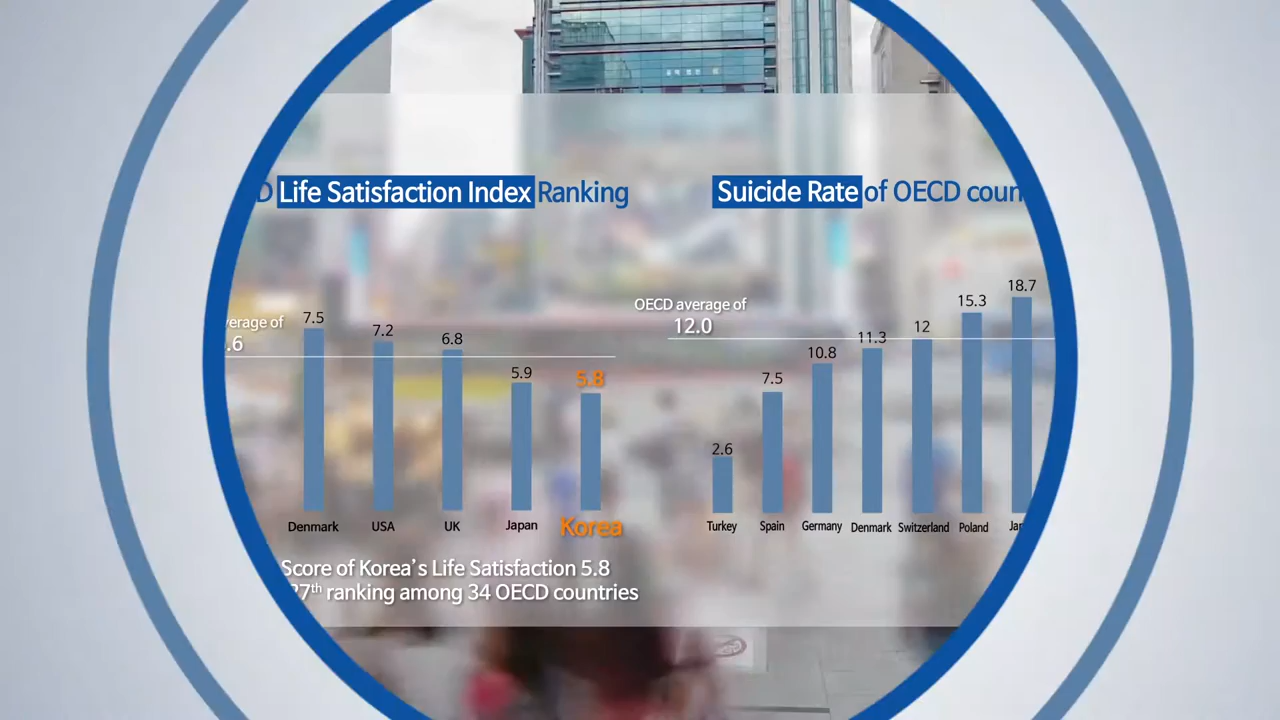 Life Satisfaction Index Ranking
Suicide Rate of OECD
average of
7.5
7.2
6.8
5.9
5.8
Denmark
USA
UK
Japan
Korea
Score of Korea's Life Satisfaction 5.8
27th ranking among 34 OECD countries
OECD average of
12.0
2.6
7.5
10.8
11.3
12
15.3
18.7
Turkey
Spain
Germany
Denmark
Switzerland
Poland